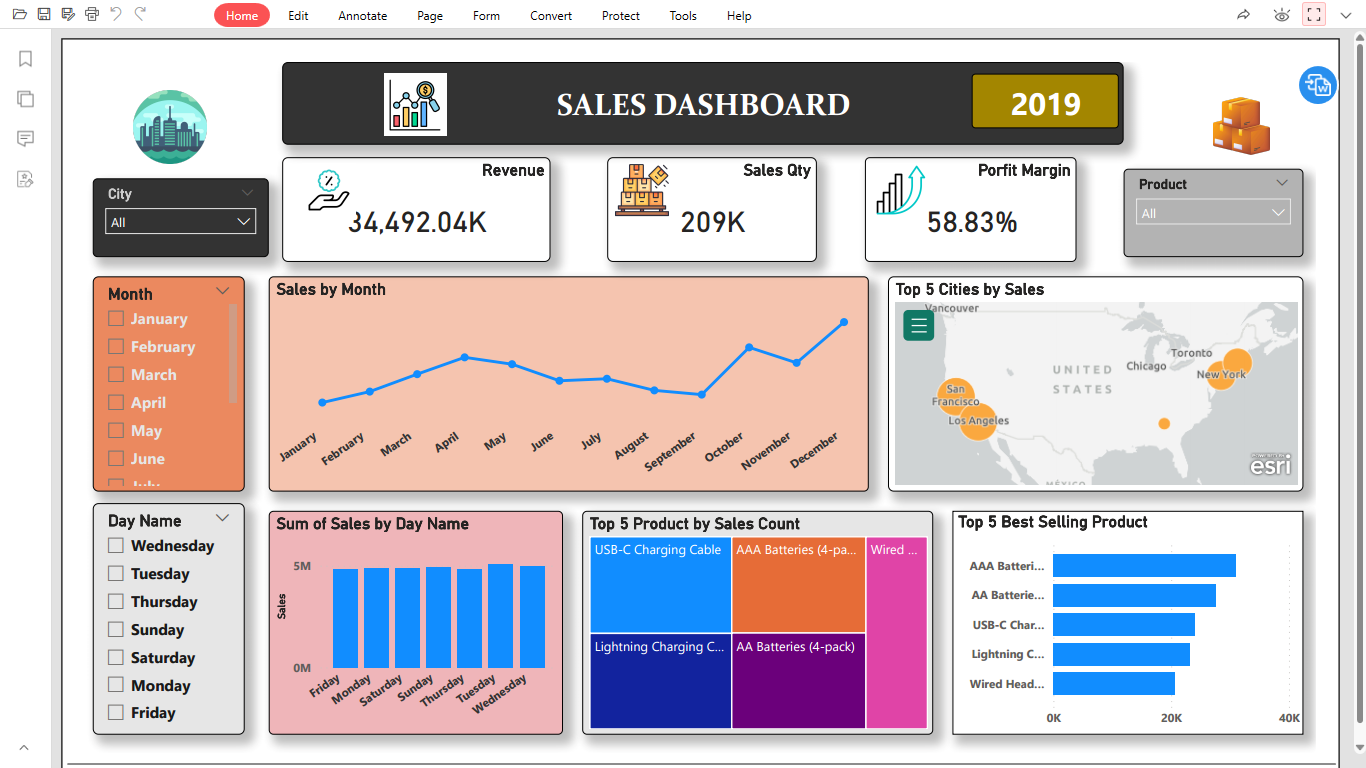 Home Edit Annotate Page Form Convert Protect Tools Help
SALES DASHBOARD
2019
City
All
Revenue
34,492.04K
Sales Qty
209K
Porfit Margin
58.83%
Product
All
Month
January
February
March
April
May
June
July
Sales by Month
January February March April May June July August September October November December
Top 5 Cities by Sales
Vancouver
Toronto
Chicago
UNITED
STATES
New York
San
Francisco
Los Angeles
MÉXICO
esri
Day Name
Wednesday
Tuesday
Thursday
Sunday
Saturday
Monday
Friday
Sum of Sales by Day Name
5M
Sales
0M
Friday Monday Saturday Sunday Thursday Tuesday Wednesday
Top 5 Product by Sales Count
USB-C Charging Cable
AAA Batteries (4-pa...
Wired ...
Lightning Charging C...
AA Batteries (4-pack)
Top 5 Best Selling Product
AAA Batteri...
AA Batterie...
USB-C Char...
Lightning C...
Wired Head...
0K 20K 40K